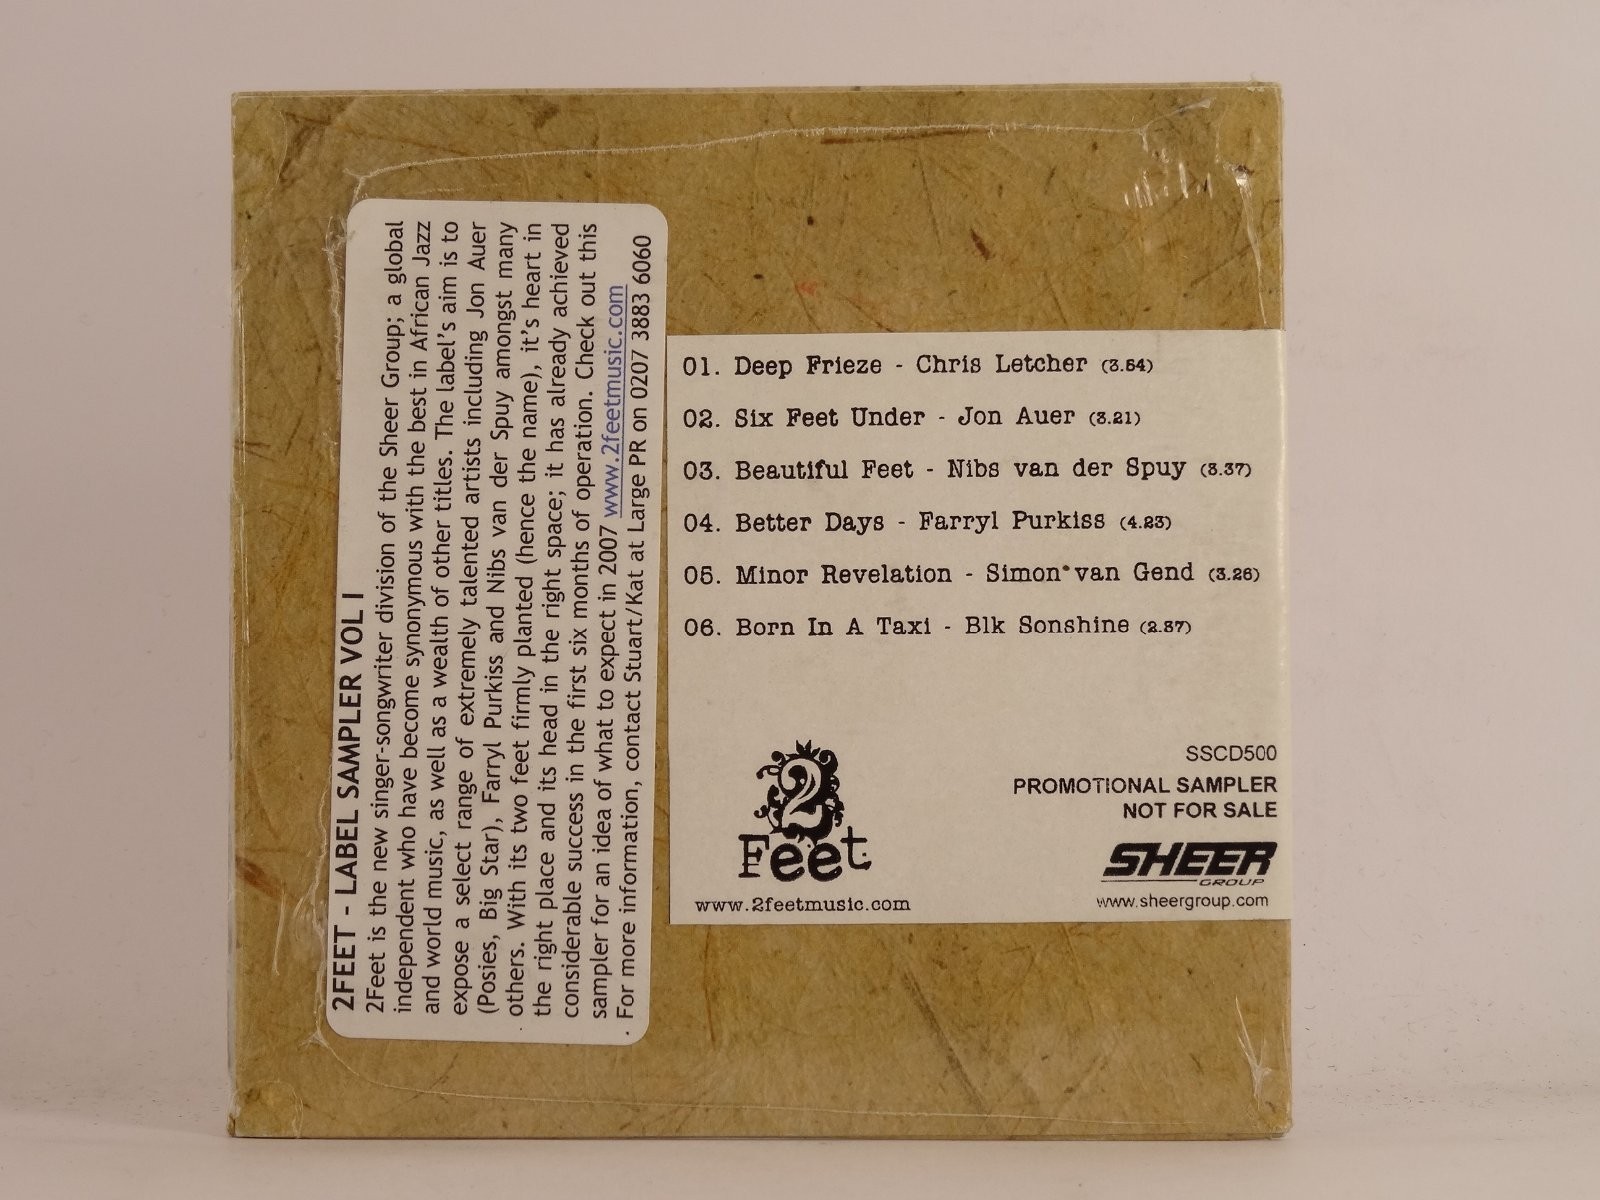 2FEET - LABEL SAMPLER VOL I
2Feet is the new singer-songwriter division of the Sheer Group; a global
independent who have become synonymous with the best in African Jazz
and world music, as well as a wealth of other titles. The label's aim is to
expose a select range of extremely talented artists including Jon Auer
(Posies, Big Star), Farryl Purkiss and Nibs van der Spuy amongst many
others. With its two feet firmly planted (hence the name), it's heart in
the right place and its head in the right space; it has already achieved
considerable success in the first six months of operation. Check out this
sampler for an idea of what to expect in 2007 www.2feetmusic.com
. For more information, contact Stuart/Kat at Large PR on 0207 3883 6060
01. Deep Frieze - Chris Letcher (3.54)
02. Six Feet Under - Jon Auer (3.21)
03. Beautiful Feet - Nibs van der Spuy (3.37)
04. Better Days - Farryl Purkiss (4.23)
05. Minor Revelation - Simon van Gend (3.26)
06. Born In A Taxi - Blk Sonshine (2.37)
2
Feet
www.2feetmusic.com
SSCD500
PROMOTIONAL SAMPLER
NOT FOR SALE
SHEER
GROUP
www.sheergroup.com